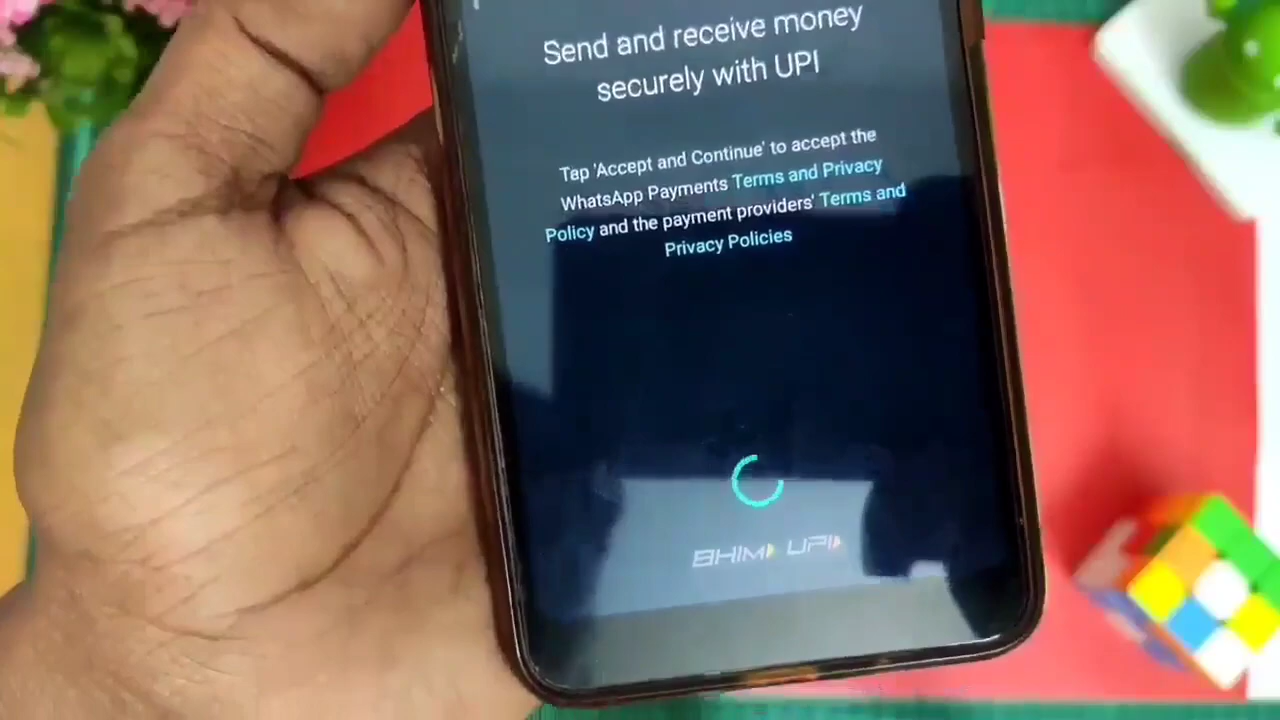 Send and receive money
securely with UPI
Tap 'Accept and Continue' to accept the
WhatsApp Payments Terms and Privacy
Policy and the payment providers' Terms and
Privacy Policies
BHIM UPI